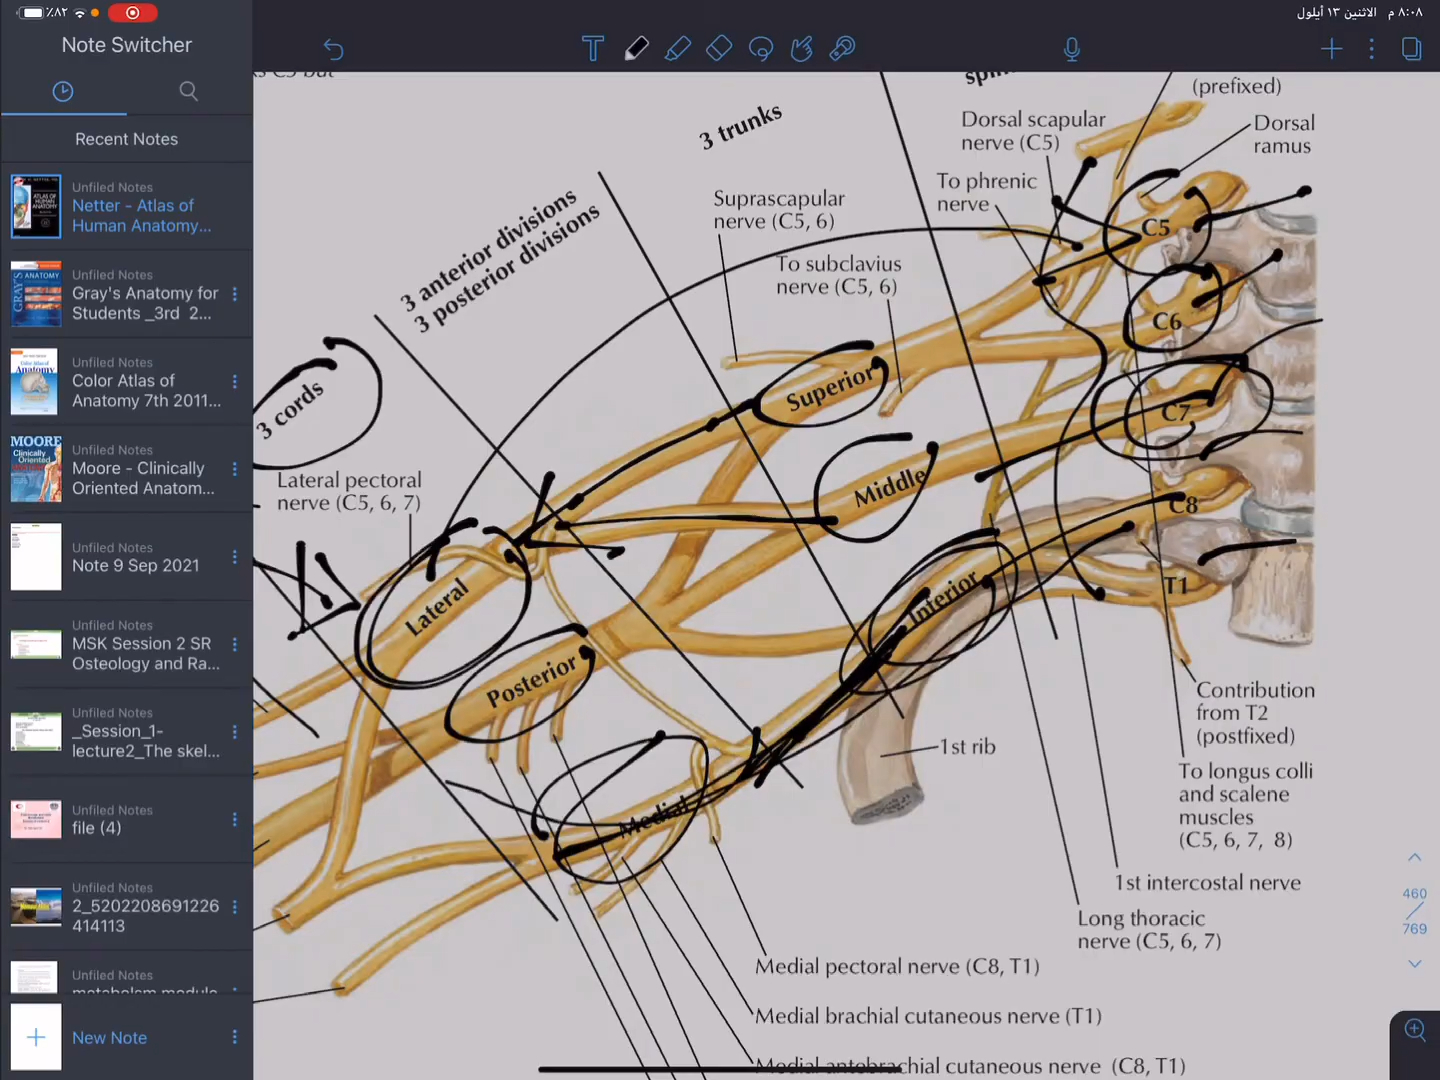 ٪٨٢
٨:٠٨ م الاثنين ١٣ أيلول
Note Switcher
Recent Notes
Unfiled Notes
Netter - Atlas of
Human Anatomy...
Unfiled Notes
Gray's Anatomy for
Students _3rd 2...
Unfiled Notes
Color Atlas of
Anatomy 7th 2011...
Unfiled Notes
Moore - Clinically
Oriented Anatom...
Unfiled Notes
Note 9 Sep 2021
Unfiled Notes
MSK Session 2 SR
Osteology and Ra...
Unfiled Notes
_Session_1-
lecture2_The skel...
Unfiled Notes
file (4)
Unfiled Notes
2_5202208691226
414113
Unfiled Notes
metabolsm module
New Note
T
3 trunks
(prefixed)
Dorsal scapular
nerve (C5)
Dorsal
ramus
To phrenic
nerve
3 anterior divisions
3 posterior divisions
Suprascapular
nerve (C5, 6)
To subclavius
nerve (C5, 6)
C5
C6
C7
C8
T1
3 cords
Superior
Middle
Inferior
Lateral pectoral
nerve (C5, 6, 7)
Lateral
Posterior
Medial
1st rib
Contribution
from T2
(postfixed)
To longus colli
and scalene
muscles
(C5, 6, 7, 8)
1st intercostal nerve
Long thoracic
nerve (C5, 6, 7)
Medial pectoral nerve (C8, T1)
Medial brachial cutaneous nerve (T1)
Medial antebrachial cutaneous nerve (C8, T1)
460
769